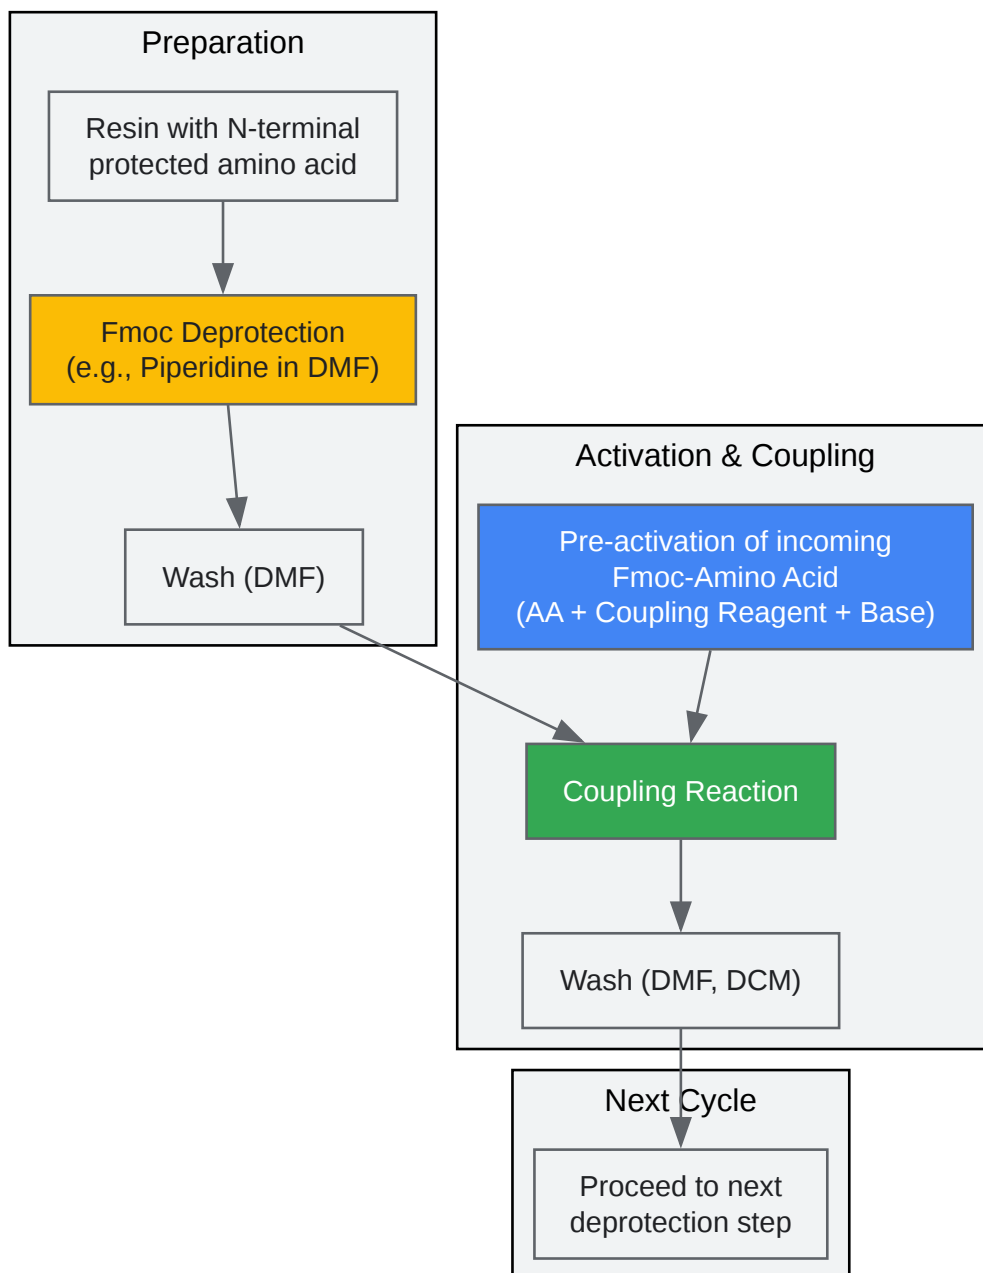 Preparation
Resin with N-terminal
protected amino acid
Fmoc Deprotection
(e.g., Piperidine in DMF)
Wash (DMF)
Activation & Coupling
Pre-activation of incoming
Fmoc-Amino Acid
(AA + Coupling Reagent + Base)
Coupling Reaction
Wash (DMF, DCM)
Next Cycle
Proceed to next
deprotection step